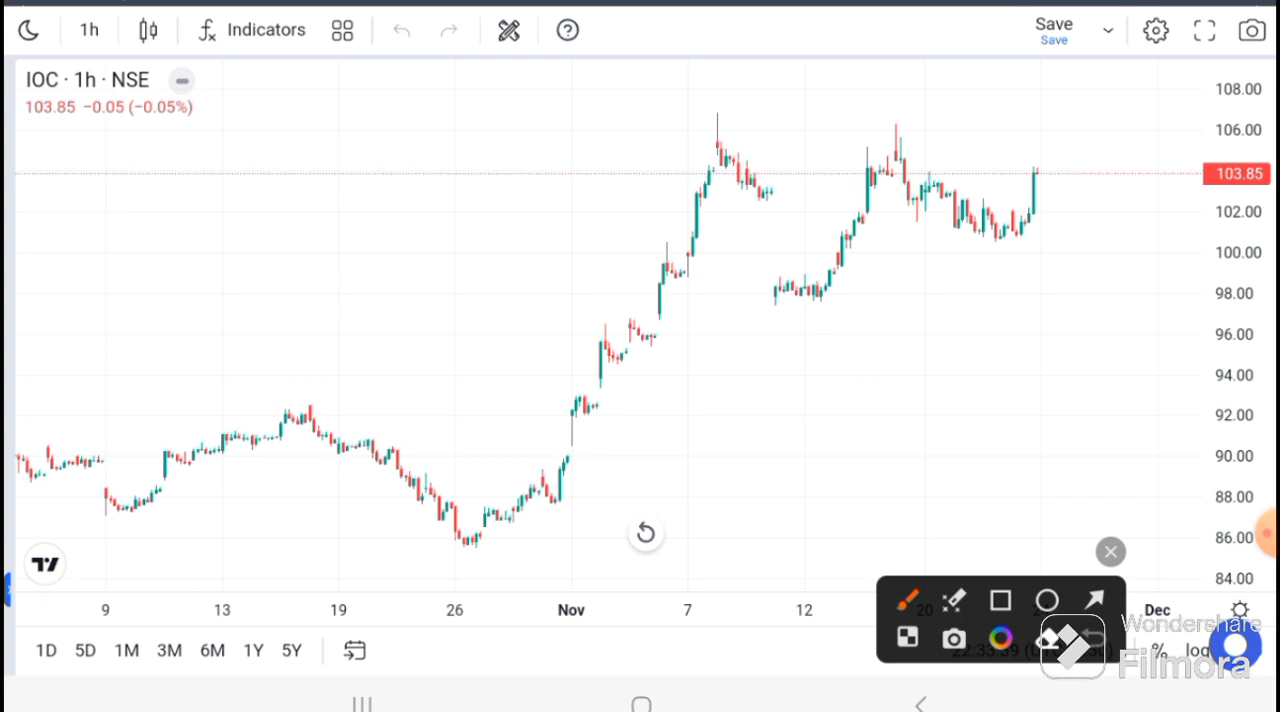 1h
Indicators
Save
Save
IOC · 1h · NSE
103.85 −0.05 (−0.05%)
108.00
106.00
103.85
102.00
100.00
98.00
96.00
94.00
92.00
90.00
88.00
86.00
84.00
9 13 19 26 Nov 7 12 20 Dec
1D 5D 1M 3M 6M 1Y 5Y
% log
Wondershare
Filmora